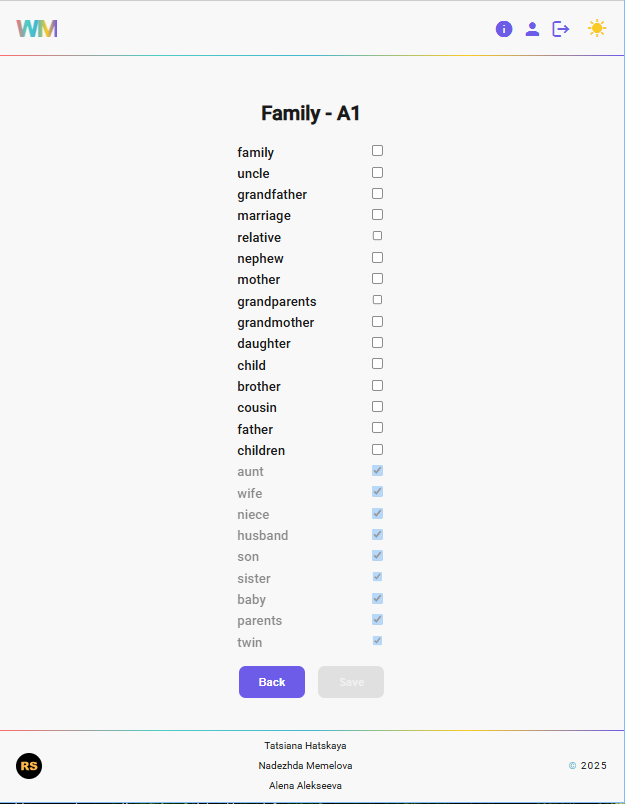 WM
Family - A1
family
uncle
grandfather
marriage
relative
nephew
mother
grandparents
grandmother
daughter
child
brother
cousin
father
children
aunt
wife
niece
husband
son
sister
baby
parents
twin
Back Save
Tatsiana Hatskaya
RS Nadezhda Memelova © 2025
Alena Alekseeva